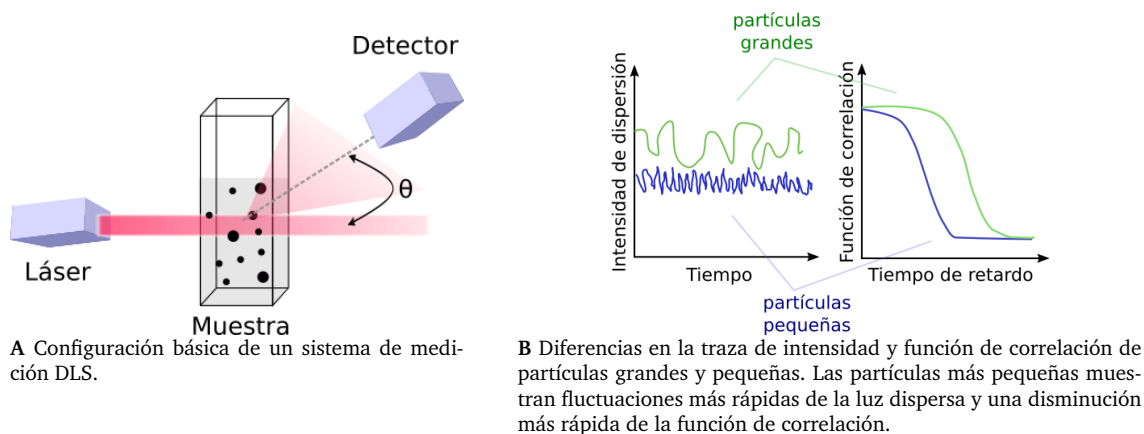 Detector
θ
Láser
Muestra
A Configuración básica de un sistema de medi-
ción DLS.
partículas
grandes
Intensidad de dispersión
Tiempo
Función de correlación
Tiempo de retardo
partículas
pequeñas
B Diferencias en la traza de intensidad y función de correlación de
partículas grandes y pequeñas. Las partículas más pequeñas mues-
tran fluctuaciones más rápidas de la luz dispersa y una disminución
más rápida de la función de correlación.